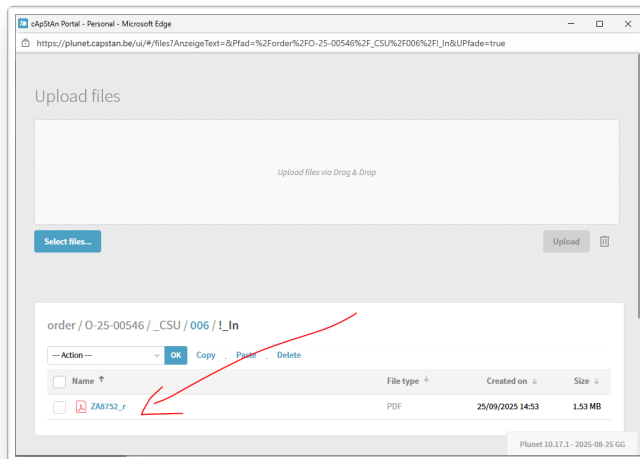 cApStAn Portal - Personal - Microsoft Edge
https://plunet.capstan.be/ui/#/files?AnzeigeText=&Pfad=%2Forder%2FO-25-00546%2F_CSU%2F006%2F!_In&UPfade=true
Upload files
Upload files via Drag & Drop
Select files...
Upload
order / O-25-00546 / _CSU / 006 / !_In
--- Action ---
OK
Copy . Paste . Delete
Name
File type
Created on
Size
ZA8752_r
PDF
25/09/2025 14:53
1.53 MB
Plunet 10.17.1 - 2025-08-25 GG